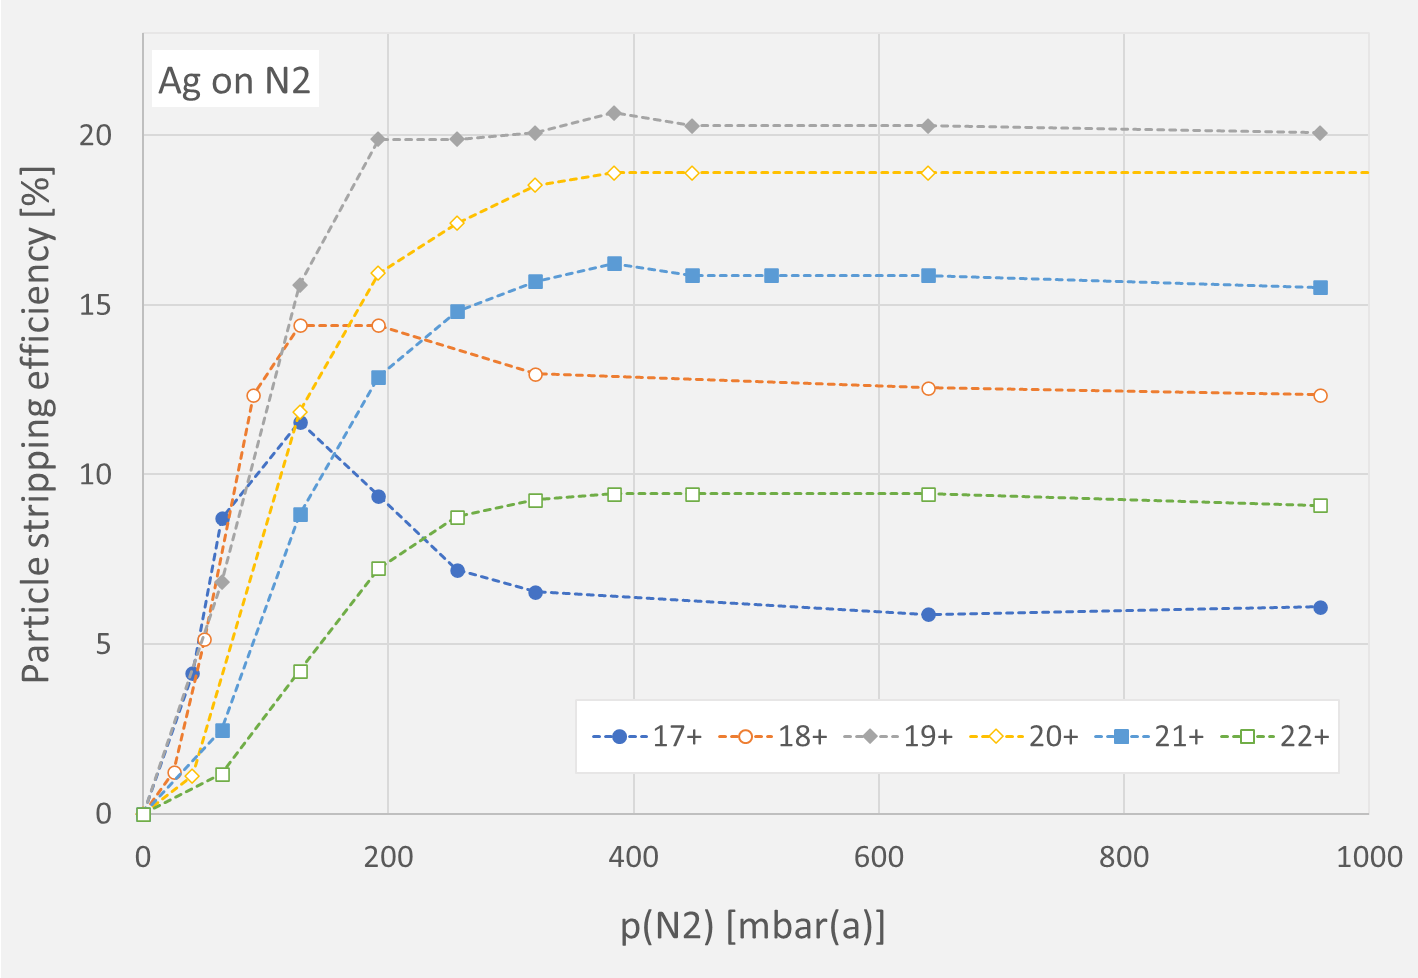 Ag on N2
Particle stripping efficiency [%]
20
15
10
5
0
17+ 18+ 19+ 20+ 21+ 22+
0 200 400 600 800 1000
p(N2) [mbar(a)]